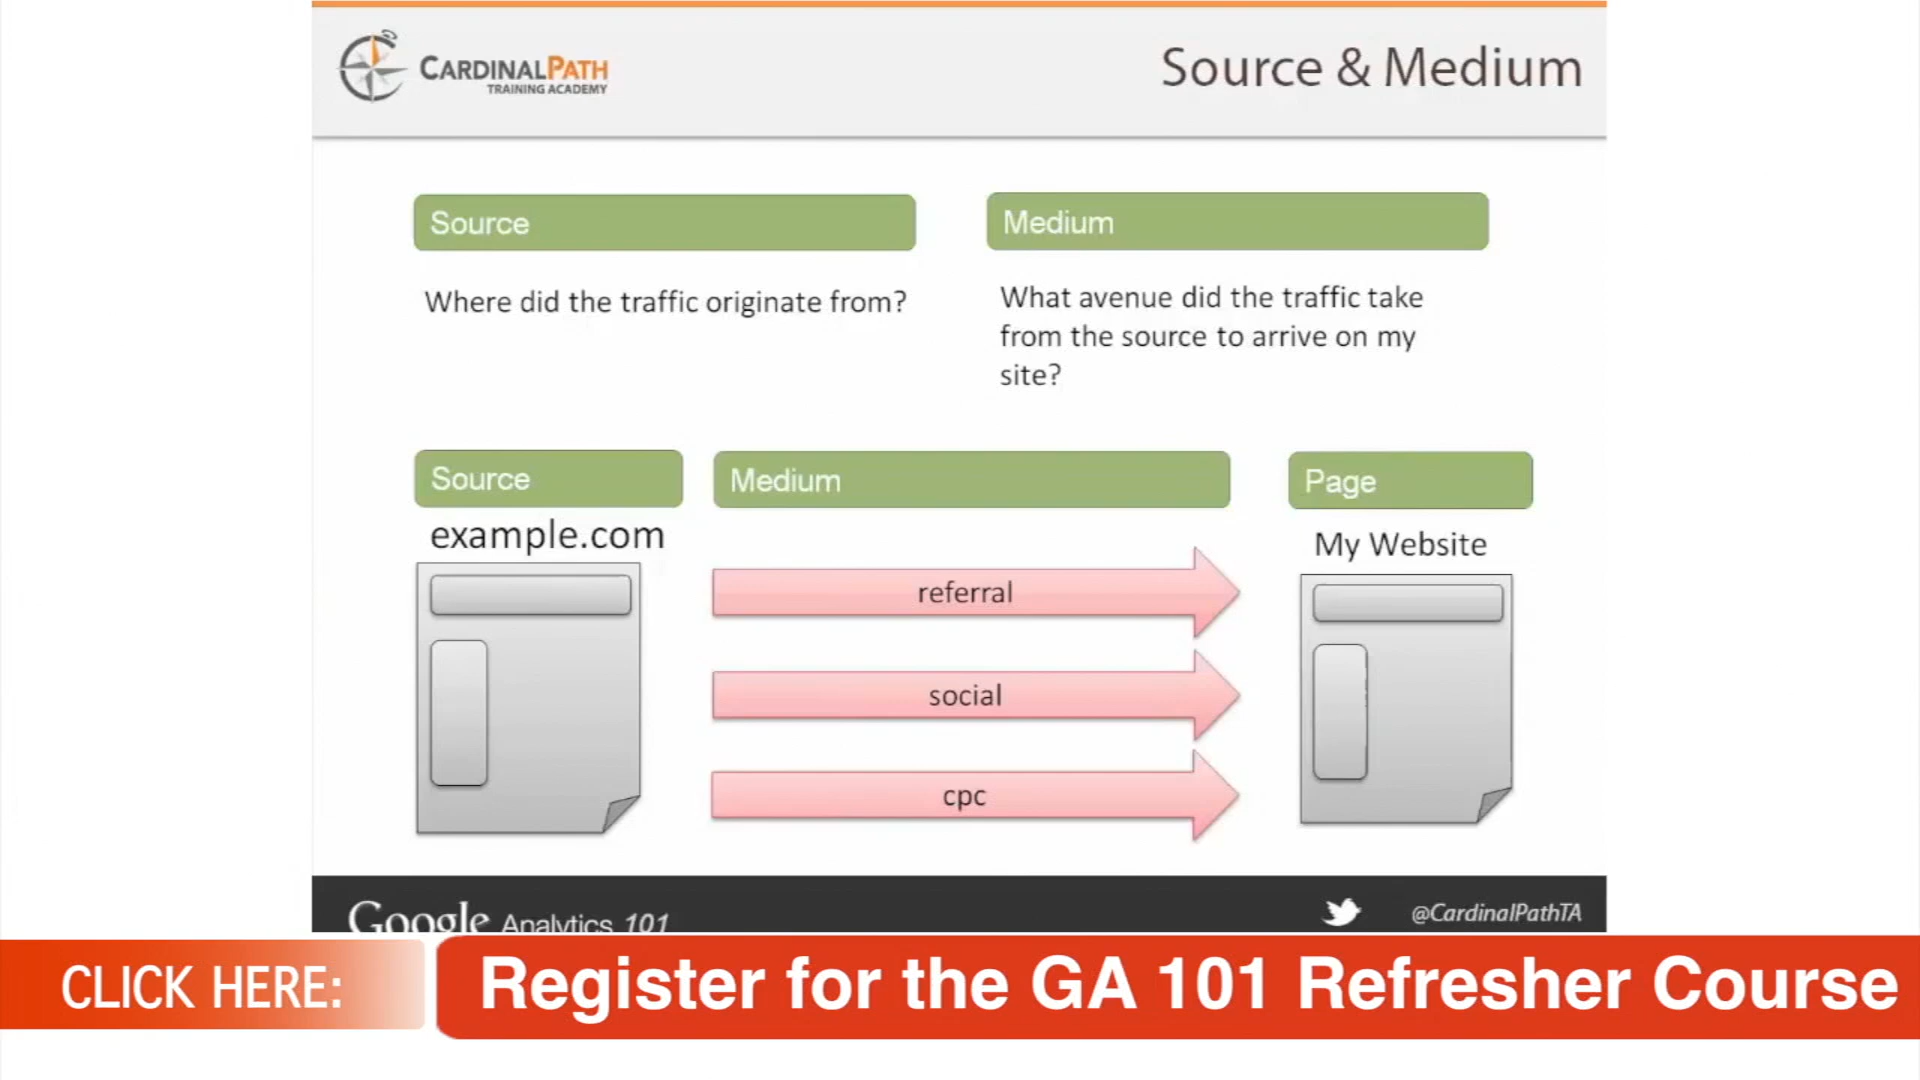 CARDINALPATH
TRAINING ACADEMY
Source & Medium
Source
Where did the traffic originate from?
Medium
What avenue did the traffic take
from the source to arrive on my
site?
Source
example.com
Medium
referral
social
cpc
Page
My Website
Google Analytics 101
@CardinalPathTA
CLICK HERE:
Register for the GA 101 Refresher Course